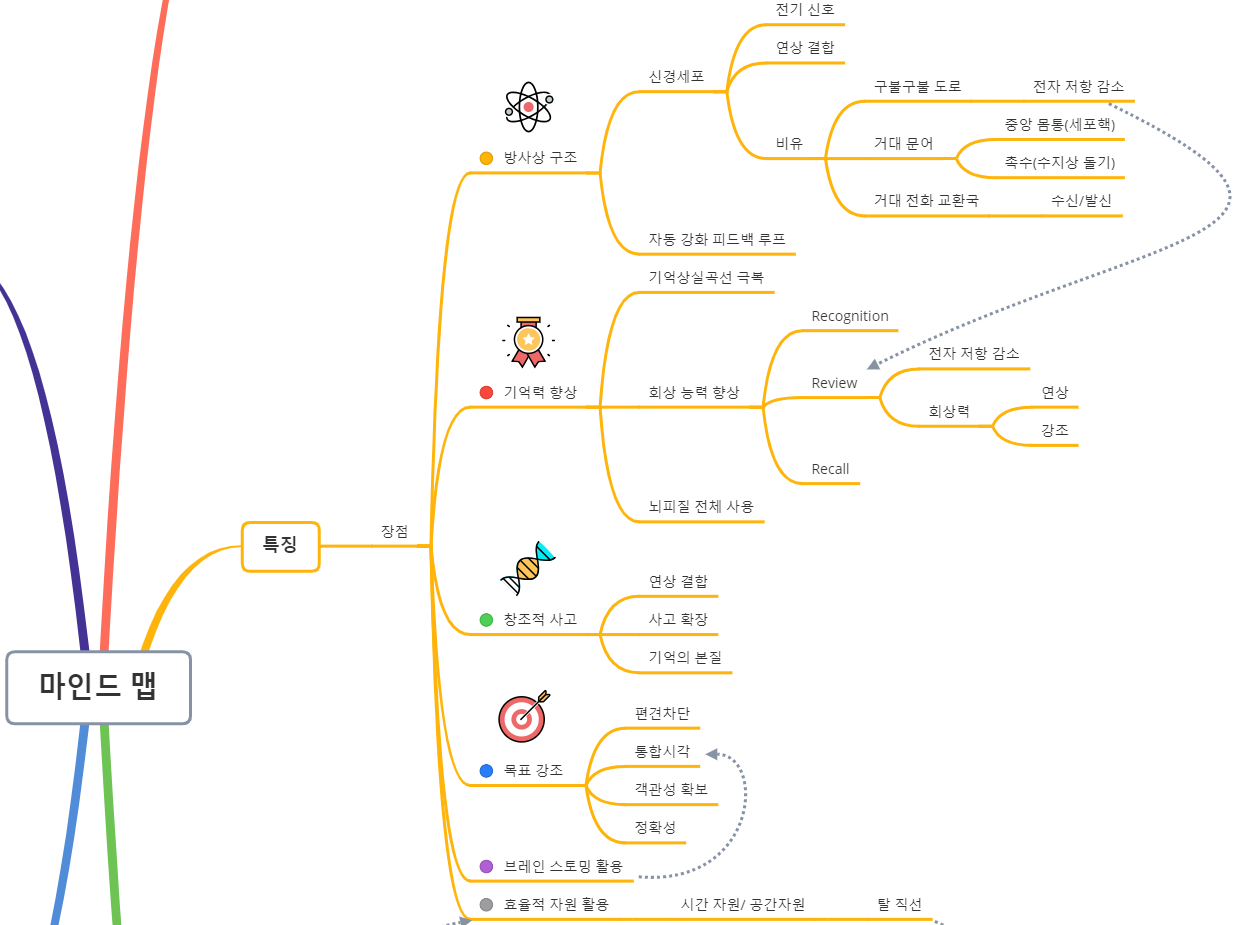 마인드 맵
특징
장점
방사상 구조
신경세포
전기 신호
연상 결합
비유
구불구불 도로
전자 저항 감소
거대 문어
중앙 몸통(세포핵)
촉수(수지상 돌기)
거대 전화 교환국
수신/발신
자동 강화 피드백 루프
기억력 향상
기억상실곡선 극복
회상 능력 향상
Recognition
Review
전자 저항 감소
회상력
연상
강조
Recall
뇌피질 전체 사용
창조적 사고
연상 결합
사고 확장
기억의 본질
목표 강조
편견차단
통합시각
객관성 확보
정확성
브레인 스토밍 활용
효율적 자원 활용
시간 자원/ 공간자원
탈 직선